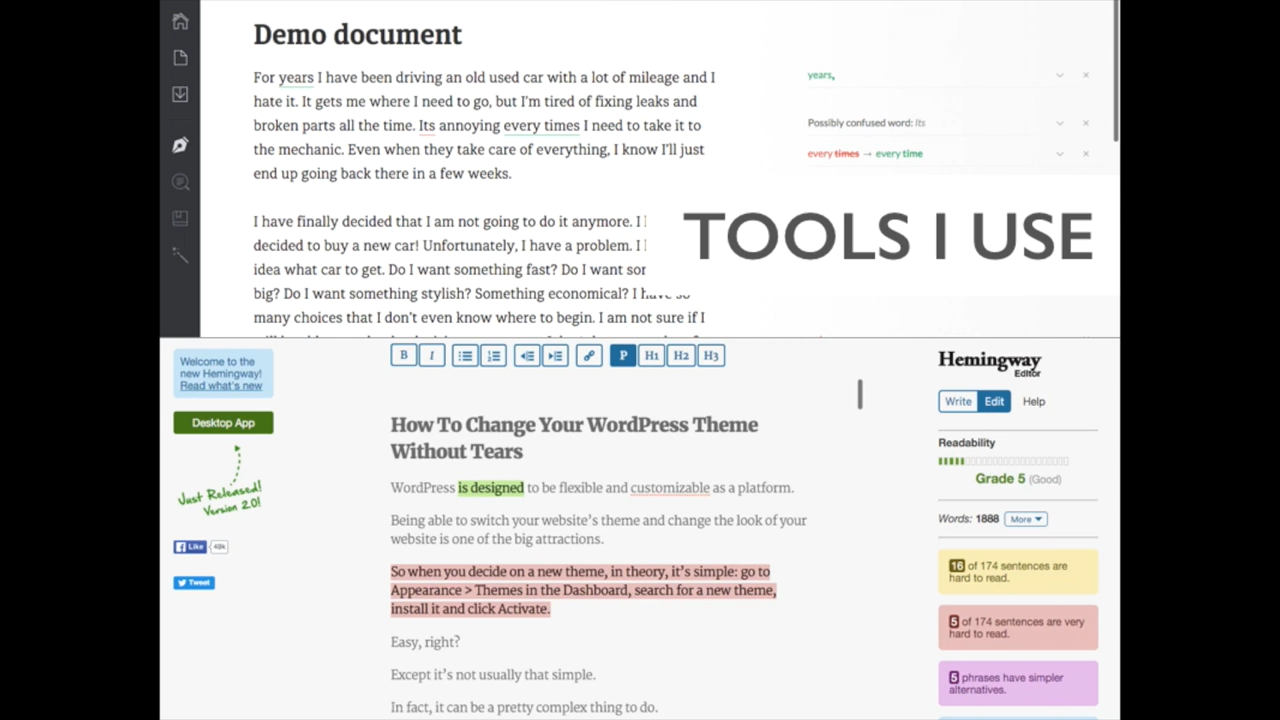 Demo document
For years I have been driving an old used car with a lot of mileage and I
hate it. It gets me where I need to go, but I'm tired of fixing leaks and
broken parts all the time. Its annoying every times I need to take it to
the mechanic. Even when they take care of everything, I know I'll just
end up going back there in a few weeks.
I have finally decided that I am not going to do it anymore. I
decided to buy a new car! Unfortunately, I have a problem. I
idea what car to get. Do I want something fast? Do I want
big? Do I want something stylish? Something economical? I have so
many choices that I don't even know where to begin. I am not sure if I
years,
Possibly confused word: Its
every times → every time
TOOLS I USE
Welcome to the
new Hemingway!
Read what's new
Desktop App
Just Released!
Version 2.0!
Like 49k
Tweet
B I P H1 H2 H3
How To Change Your WordPress Theme
Without Tears
WordPress is designed to be flexible and customizable as a platform.
Being able to switch your website's theme and change the look of your
website is one of the big attractions.
So when you decide on a new theme, in theory, it's simple: go to
Appearance > Themes in the Dashboard, search for a new theme,
install it and click Activate.
Easy, right?
Except it's not usually that simple.
In fact, it can be a pretty complex thing to do.
Hemingway
Editor
Write Edit Help
Readability
Grade 5 (Good)
Words: 1888 More
16 of 174 sentences are
hard to read.
5 of 174 sentences are very
hard to read.
5 phrases have simpler
alternatives.